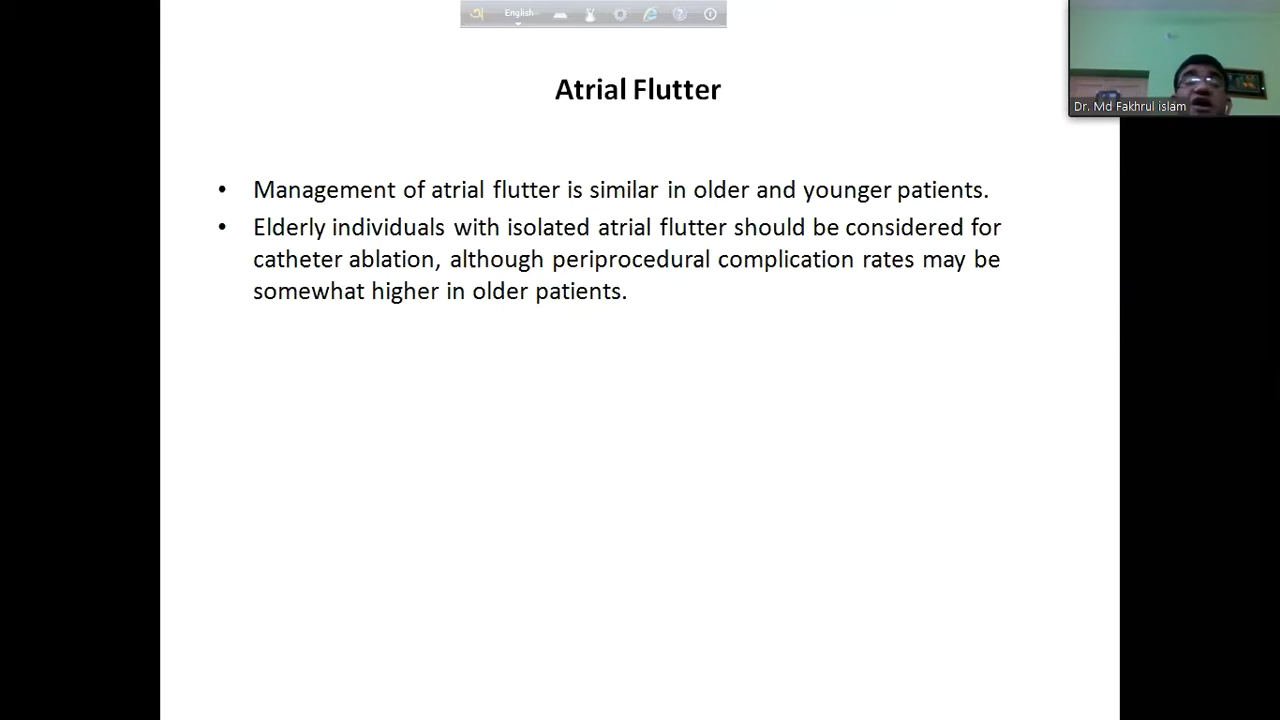 অ English
Atrial Flutter
Dr. Md Fakhrul islam
• Management of atrial flutter is similar in older and younger patients.
• Elderly individuals with isolated atrial flutter should be considered for
catheter ablation, although periprocedural complication rates may be
somewhat higher in older patients.